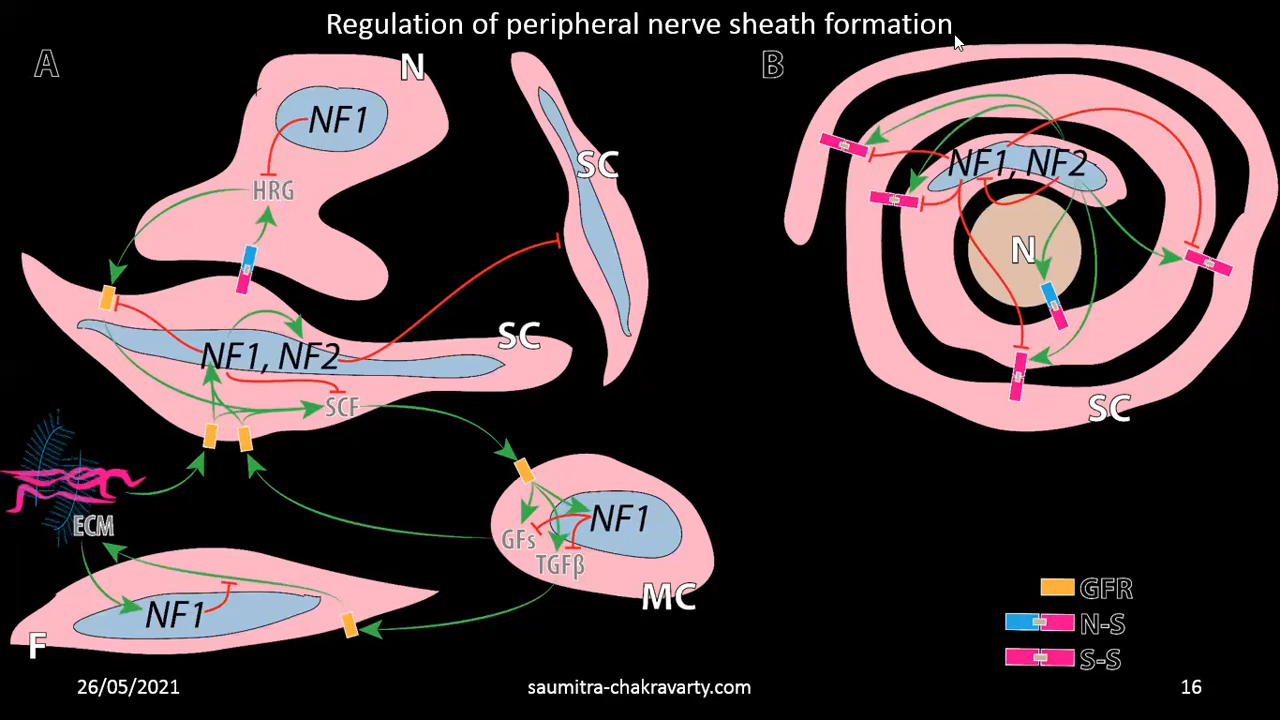 Regulation of peripheral nerve sheath formation
A
N
NF1
HRG
SC
SC
NF1, NF2
SCF
ECM
NF1
GFs
TGFβ
MC
NF1
F
B
NF1, NF2
N
SC
GFR
N-S
S-S
26/05/2021
saumitra-chakravarty.com
16